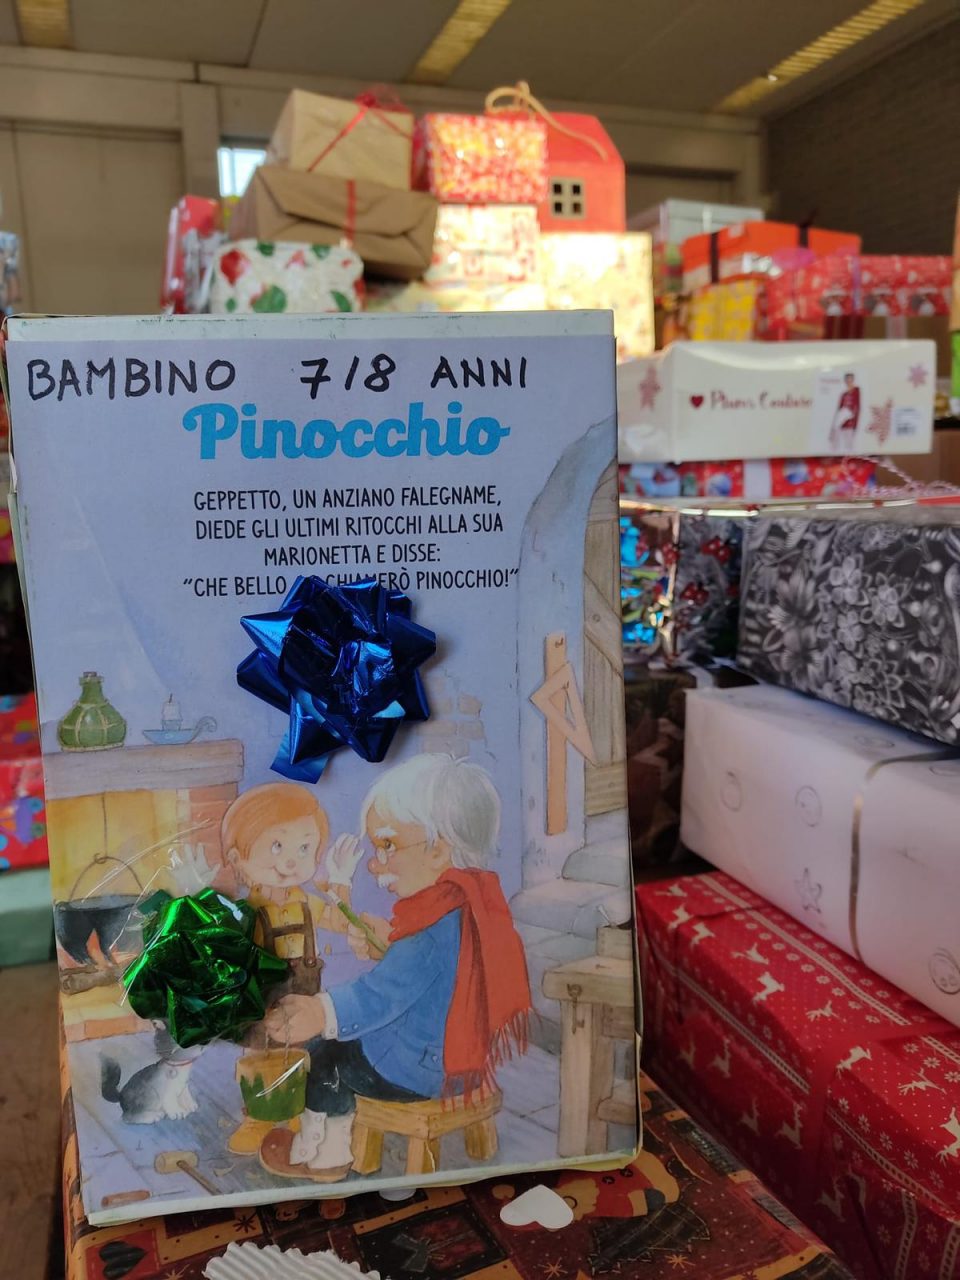 BAMBINO 7/8 ANNI
Pinocchio
GEPPETTO, UN ANZIANO FALEGNAME,
DIEDE GLI ULTIMI RITOCCHI ALLA SUA
MARIONETTA E DISSE:
“CHE BELLO CHIAMERÒ PINOCCHIO!”